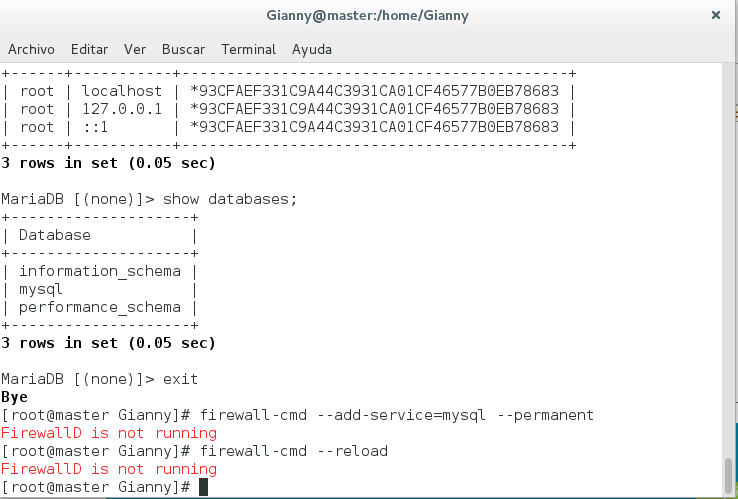 Gianny@master:/home/Gianny
Archivo Editar Ver Buscar Terminal Ayuda
+------+-----------+-------------------------------------------+
| root | localhost | *93CFAEF331C9A44C3931CA01CF46577B0EB78683 |
| root | 127.0.0.1 | *93CFAEF331C9A44C3931CA01CF46577B0EB78683 |
| root | ::1       | *93CFAEF331C9A44C3931CA01CF46577B0EB78683 |
+------+-----------+-------------------------------------------+
3 rows in set (0.05 sec)
MariaDB [(none)]> show databases;
+--------------------+
| Database           |
+--------------------+
| information_schema |
| mysql              |
| performance_schema |
+--------------------+
3 rows in set (0.05 sec)
MariaDB [(none)]> exit
Bye
[root@master Gianny]# firewall-cmd --add-service=mysql --permanent
FirewallD is not running
[root@master Gianny]# firewall-cmd --reload
FirewallD is not running
[root@master Gianny]#